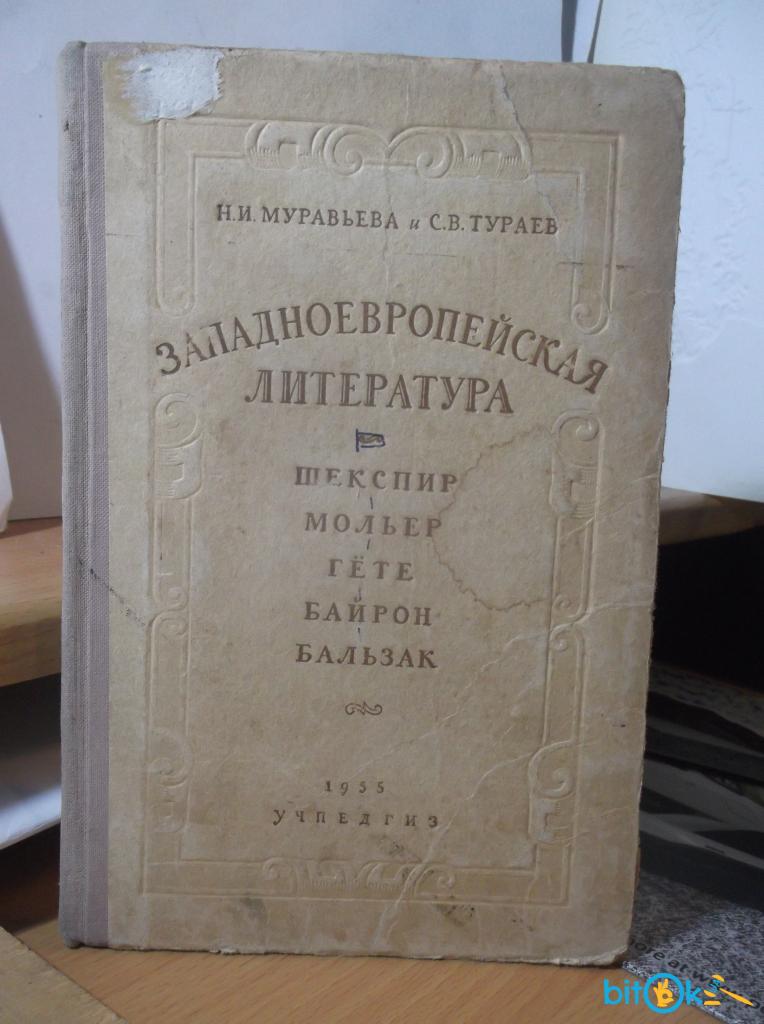 Н.И. МУРАВЬЕВА и С.В. ТУРАЕВ
ЗАПАДНОЕВРОПЕЙСКАЯ
ЛИТЕРАТУРА
ШЕКСПИР
МОЛЬЕР
ГЁТЕ
БАЙРОН
БАЛЬЗАК
1955
УЧПЕДГИЗ
bitOk